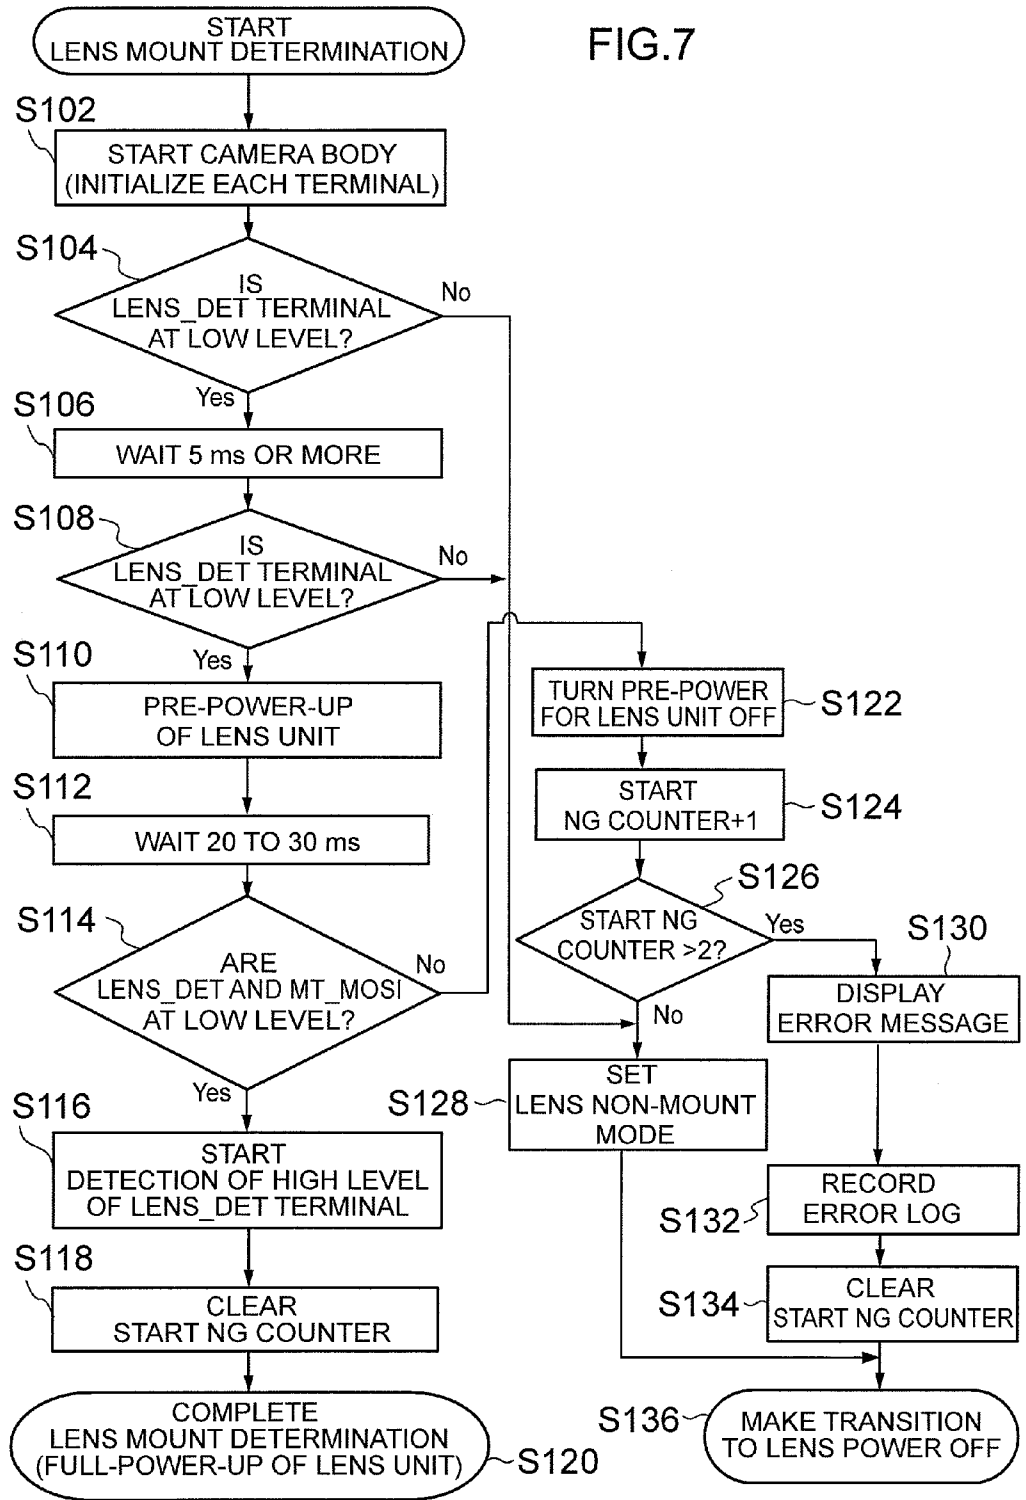 START
LENS MOUNT DETERMINATION
FIG.7
S102
START CAMERA BODY
(INITIALIZE EACH TERMINAL)
S104
IS
LENS_DET TERMINAL
AT LOW LEVEL?
No
Yes
S106
WAIT 5 ms OR MORE
S108
IS
LENS_DET TERMINAL
AT LOW LEVEL?
No
Yes
S110
PRE-POWER-UP
OF LENS UNIT
S112
WAIT 20 TO 30 ms
S114
ARE
LENS_DET AND MT_MOSI
AT LOW LEVEL?
No
Yes
S116
START
DETECTION OF HIGH LEVEL
OF LENS_DET TERMINAL
S118
CLEAR
START NG COUNTER
COMPLETE
LENS MOUNT DETERMINATION
(FULL-POWER-UP OF LENS UNIT)
S120
TURN PRE-POWER
FOR LENS UNIT OFF
S122
START
NG COUNTER+1
S124
S126
START NG
COUNTER >2?
Yes
No
S128
SET
LENS NON-MOUNT
MODE
S130
DISPLAY
ERROR MESSAGE
S132
RECORD
ERROR LOG
S134
CLEAR
START NG COUNTER
S136
MAKE TRANSITION
TO LENS POWER OFF